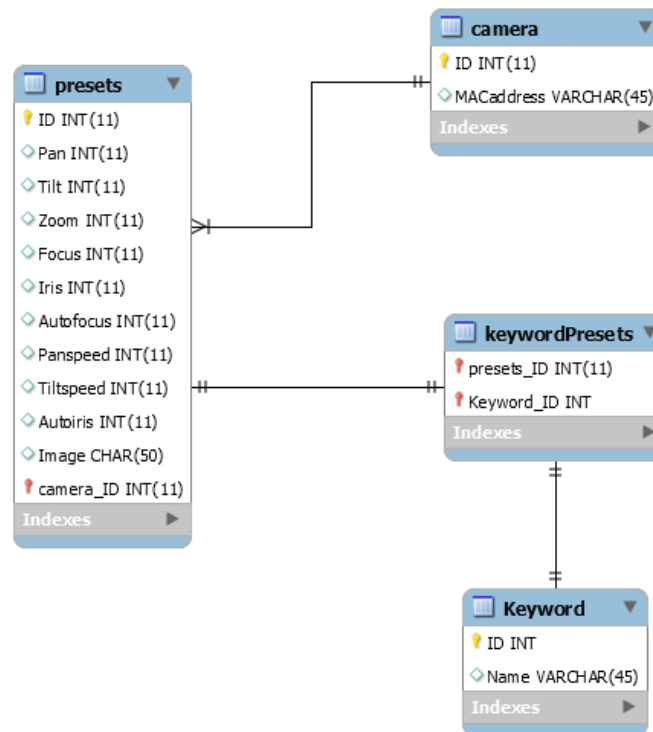 camera
ID INT(11)
MACaddress VARCHAR(45)
Indexes
presets
ID INT(11)
Pan INT(11)
Tilt INT(11)
Zoom INT(11)
Focus INT(11)
Iris INT(11)
Autofocus INT(11)
Panspeed INT(11)
Tiltspeed INT(11)
Autoiris INT(11)
Image CHAR(50)
camera_ID INT(11)
Indexes
keywordPresets
presets_ID INT(11)
Keyword_ID INT
Indexes
Keyword
ID INT
Name VARCHAR(45)
Indexes